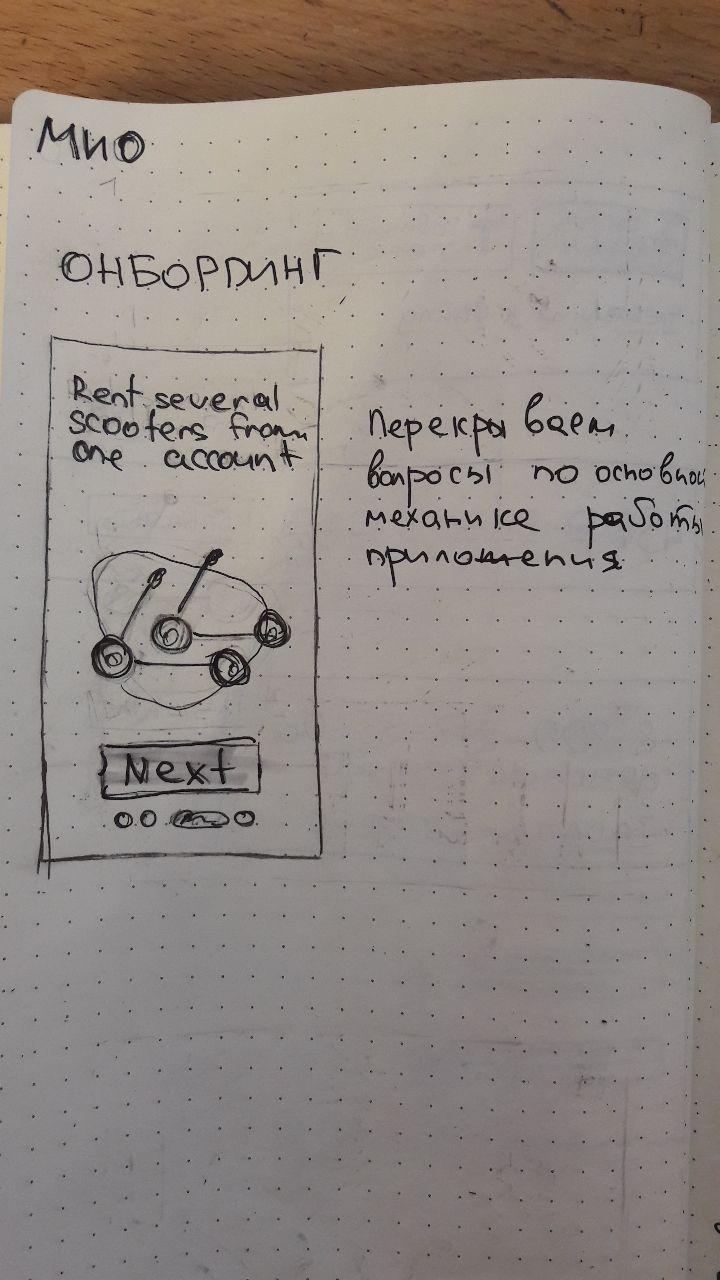 МИО
ОНБОРДИНГ
Rent several
scooters from
one account
Next
перекрываем
вопросы по основной
механике работы
приложения